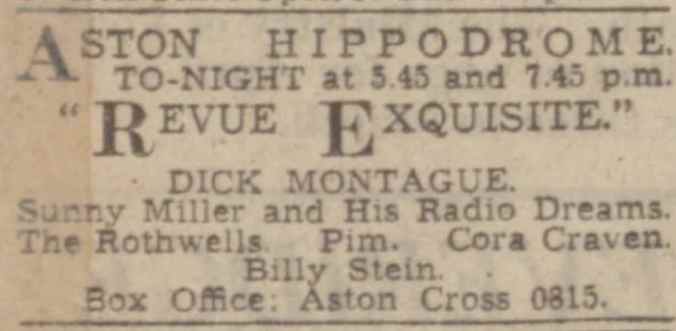 ASTON HIPPODROME.
TO-NIGHT at 5.45 and 7.45 p.m.
"REVUE EXQUISITE."
DICK MONTAGUE.
Sunny Miller and His Radio Dreams.
The Rothwells. Pim. Cora Craven.
Billy Stein.
Box Office: Aston Cross 0815.